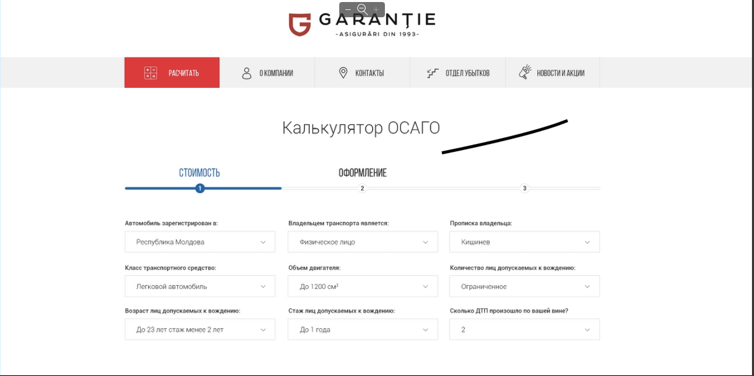 GARANȚIE
-ASIGURĂRI DIN 1993-
РАСЧИТАТЬ
О КОМПАНИИ
КОНТАКТЫ
ОТДЕЛ УБЫТКОВ
НОВОСТИ И АКЦИИ
Калькулятор ОСАГО
СТОИМОСТЬ
ОФОРМЛЕНИЕ
1
2
3
Автомобиль зарегистрирован в:
Владельцем транспорта является:
Прописка владельца:
Республика Молдова
Физическое лицо
Кишинев
Класс транспортного средство:
Объем двигателя:
Количество лиц допускаемых к вождению:
Легковой автомобиль
До 1200 см³
Ограниченное
Возраст лиц допускаемых к вождению:
Стаж лиц допускаемых к вождению:
Сколько ДТП произошло по вашей вине?
До 23 лет стаж менее 2 лет
До 1 года
2